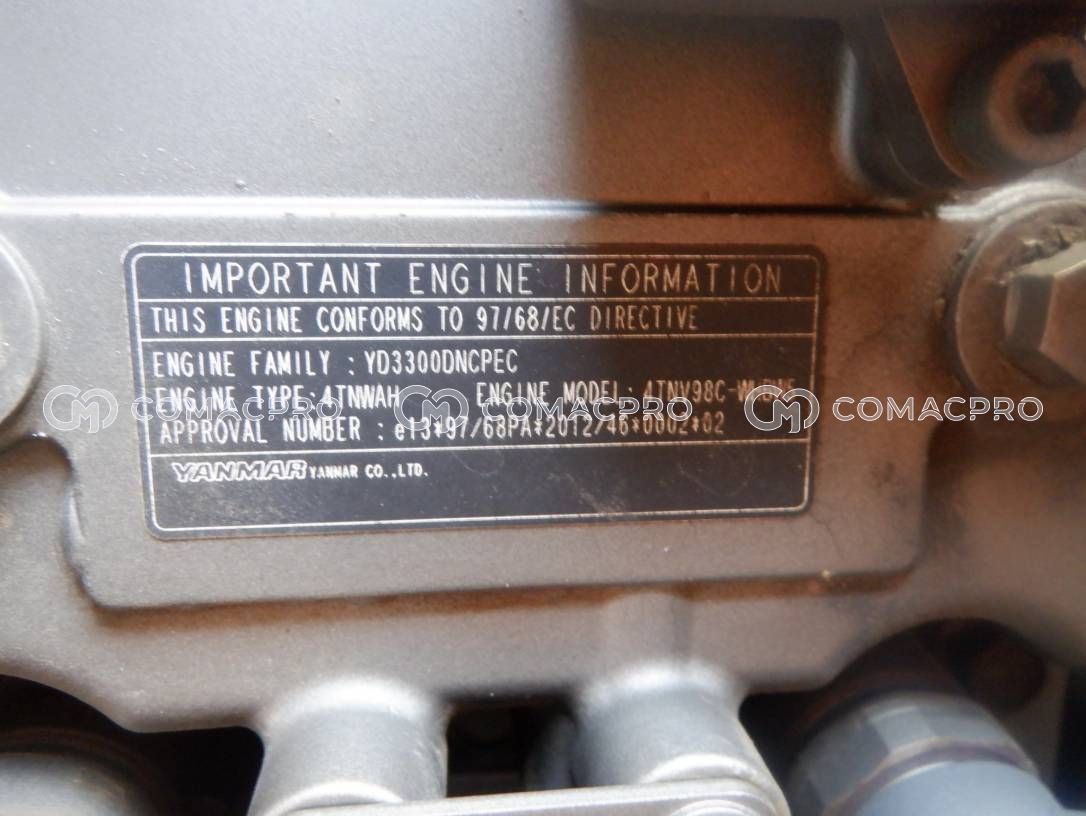 IMPORTANT ENGINE INFORMATION
THIS ENGINE CONFORMS TO 97/68/EC DIRECTIVE
ENGINE FAMILY : YD3300DNCPEC
ENGINE TYPE:4TNWAH ENGINE MODEL:
APPROVAL NUMBER : e13*97/68PA*2012/46*0002*02
YANMAR YANMAR CO.,LTD.
COMACPRO COMACPRO COMACPRO